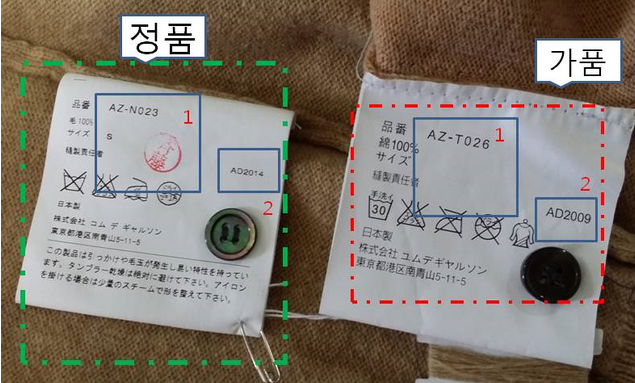 정품
品番 AZ-N023
1
毛100%
サイズ S
縫製責任者
AD2014
2
日本製
株式会社 コム デ ギャルソン
東京都港区南青山5-11-5
この製品は引っかけや毛玉が発生し易い特性を持ってい
ます。タンブラー乾燥は絶対に避けて下さい。アイロン
を掛ける場合は少量のスチームで形を整えて下さい。
가품
品番 AZ-T026
1
綿100%
サイズ
縫製責任者
2
AD2009
手洗イ
30
日本製
株式会社 ユムデギャルソン
東京都港区南青山5-11-5